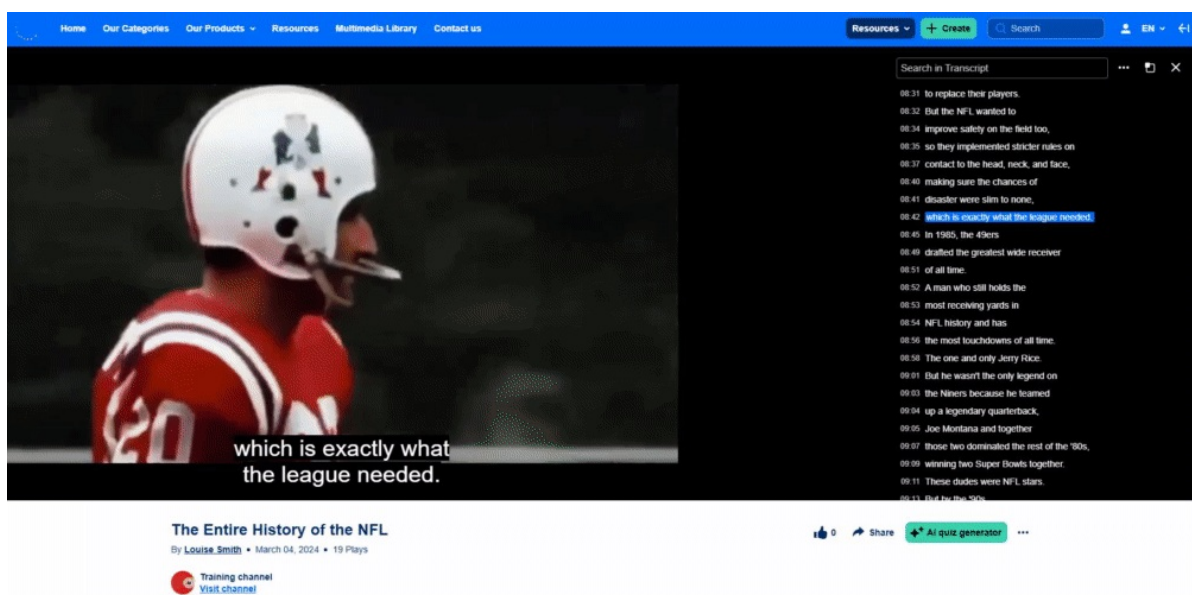 Home Our Categories Our Products Resources Multimedia Library Contact us Resources + Create Search EN
Search in Transcript
08:31 to replace their players.
08:32 But the NFL wanted to
08:34 improve safety on the field too,
08:35 so they implemented stricter rules on
08:37 contact to the head, neck, and face,
08:40 making sure the chances of
08:41 disaster were slim to none,
08:42 which is exactly what the league needed.
08:45 In 1985, the 49ers
08:49 drafted the greatest wide receiver
08:51 of all time.
08:52 A man who still holds the
08:53 most receiving yards in
08:54 NFL history and has
08:56 the most touchdowns of all time.
08:58 The one and only Jerry Rice.
09:01 But he wasn't the only legend on
09:03 the Niners because he teamed
09:04 up a legendary quarterback,
09:05 Joe Montana and together
09:07 those two dominated the rest of the '80s,
09:09 winning two Super Bowls together.
09:11 These dudes were NFL stars.
09:13 But by the '90s
20
which is exactly what
the league needed.
The Entire History of the NFL
By Louise Smith • March 04, 2024 • 19 Plays
0 Share AI quiz generator
Training channel
Visit channel